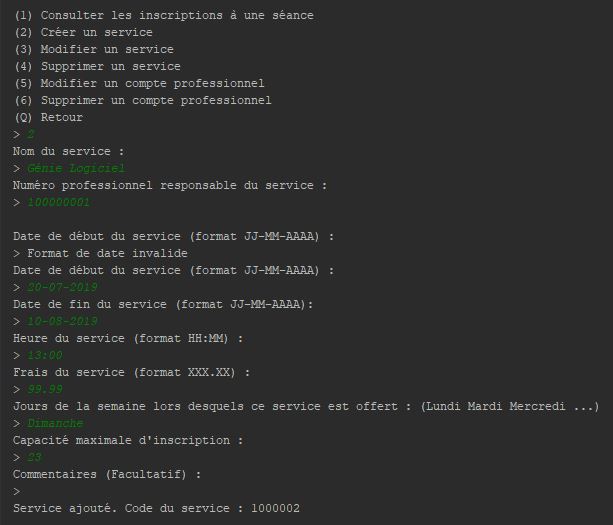 (1) Consulter les inscriptions à une séance
(2) Créer un service
(3) Modifier un service
(4) Supprimer un service
(5) Modifier un compte professionnel
(6) Supprimer un compte professionnel
(Q) Retour
> 2
Nom du service :
> Génie Logiciel
Numéro professionnel responsable du service :
> 100000001
Date de début du service (format JJ-MM-AAAA) :
> Format de date invalide
Date de début du service (format JJ-MM-AAAA) :
> 20-07-2019
Date de fin du service (format JJ-MM-AAAA):
> 10-08-2019
Heure du service (format HH:MM) :
> 13:00
Frais du service (format XXX.XX) :
> 99.99
Jours de la semaine lors desquels ce service est offert : (Lundi Mardi Mercredi ...)
> Dimanche
Capacité maximale d'inscription :
> 23
Commentaires (Facultatif) :
>
Service ajouté. Code du service : 1000002